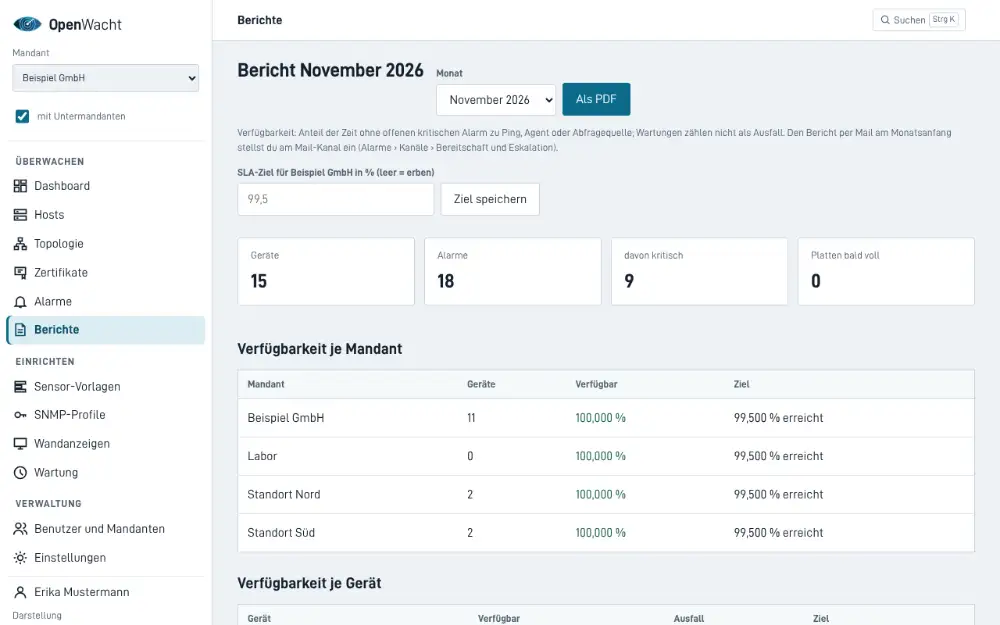 OpenWacht
Mandant
Beispiel GmbH
mit Untermandanten
ÜBERWACHEN
Dashboard
Hosts
Topologie
Zertifikate
Alarme
Berichte
EINRICHTEN
Sensor-Vorlagen
SNMP-Profile
Wandanzeigen
Wartung
VERWALTUNG
Benutzer und Mandanten
Einstellungen
Erika Mustermann
Darstellung
Berichte
Suchen Strg K
Bericht November 2026
Monat
November 2026
Als PDF
Verfügbarkeit: Anteil der Zeit ohne offenen kritischen Alarm zu Ping, Agent oder Abfragequelle; Wartungen zählen nicht als Ausfall. Den Bericht per Mail am Monatsanfang
stellst du am Mail-Kanal ein (Alarme › Kanäle › Bereitschaft und Eskalation).
SLA-Ziel für Beispiel GmbH in % (leer = erben)
99,5
Ziel speichern
Geräte
15
Alarme
18
davon kritisch
9
Platten bald voll
0
Verfügbarkeit je Mandant
Mandant Geräte Verfügbar Ziel
Beispiel GmbH 11 100,000 % 99,500 % erreicht
Labor 0 100,000 % 99,500 % erreicht
Standort Nord 2 100,000 % 99,500 % erreicht
Standort Süd 2 100,000 % 99,500 % erreicht
Verfügbarkeit je Gerät
Gerät Verfügbar Ausfall Ziel